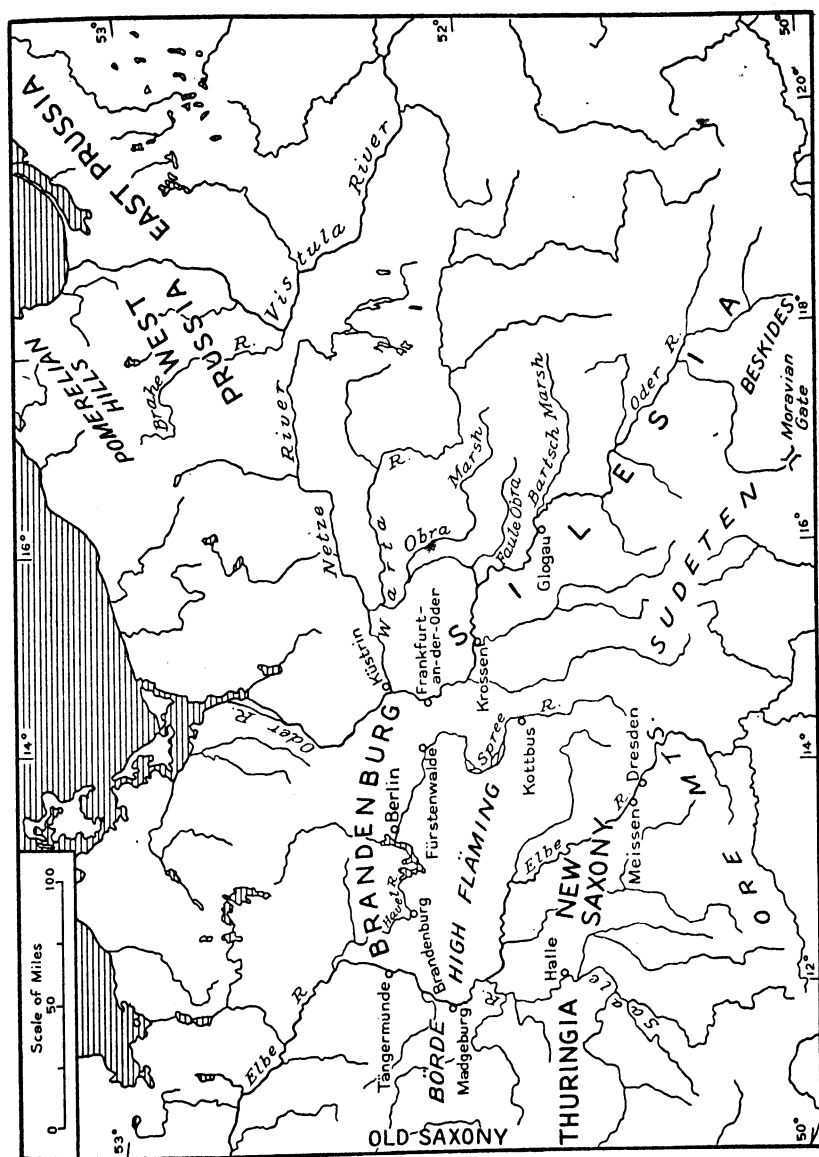 Scale of Miles
0
50
100
53°
12°
14°
16°
18°
20°
53°
52°
50°
50°
OLD SAXONY
Elbe R.
Tängermünde
BÖRDE
Madgeburg
Brandenburg
Havel R.
BRANDENBURG
Berlin
Fürstenwalde
HIGH FLÄMING
Spree R.
Kottbus
Oder R.
Küstrin
Frankfurt-
an-der-Oder
Krossen
Warta R.
Netze River
Obra Marsh
Faule Obra
Bartsch Marsh
Glogau
POMERELIAN
HILLS
Brahe R.
WEST
PRUSSIA
EAST PRUSSIA
Vistula River
THURINGIA
Halle
Saale
R.
Elbe R.
NEW
SAXONY
Meissen
Dresden
ORE MTS.
SILESIA
SUDETEN
Oder R.
BESKIDES
Moravian
Gate